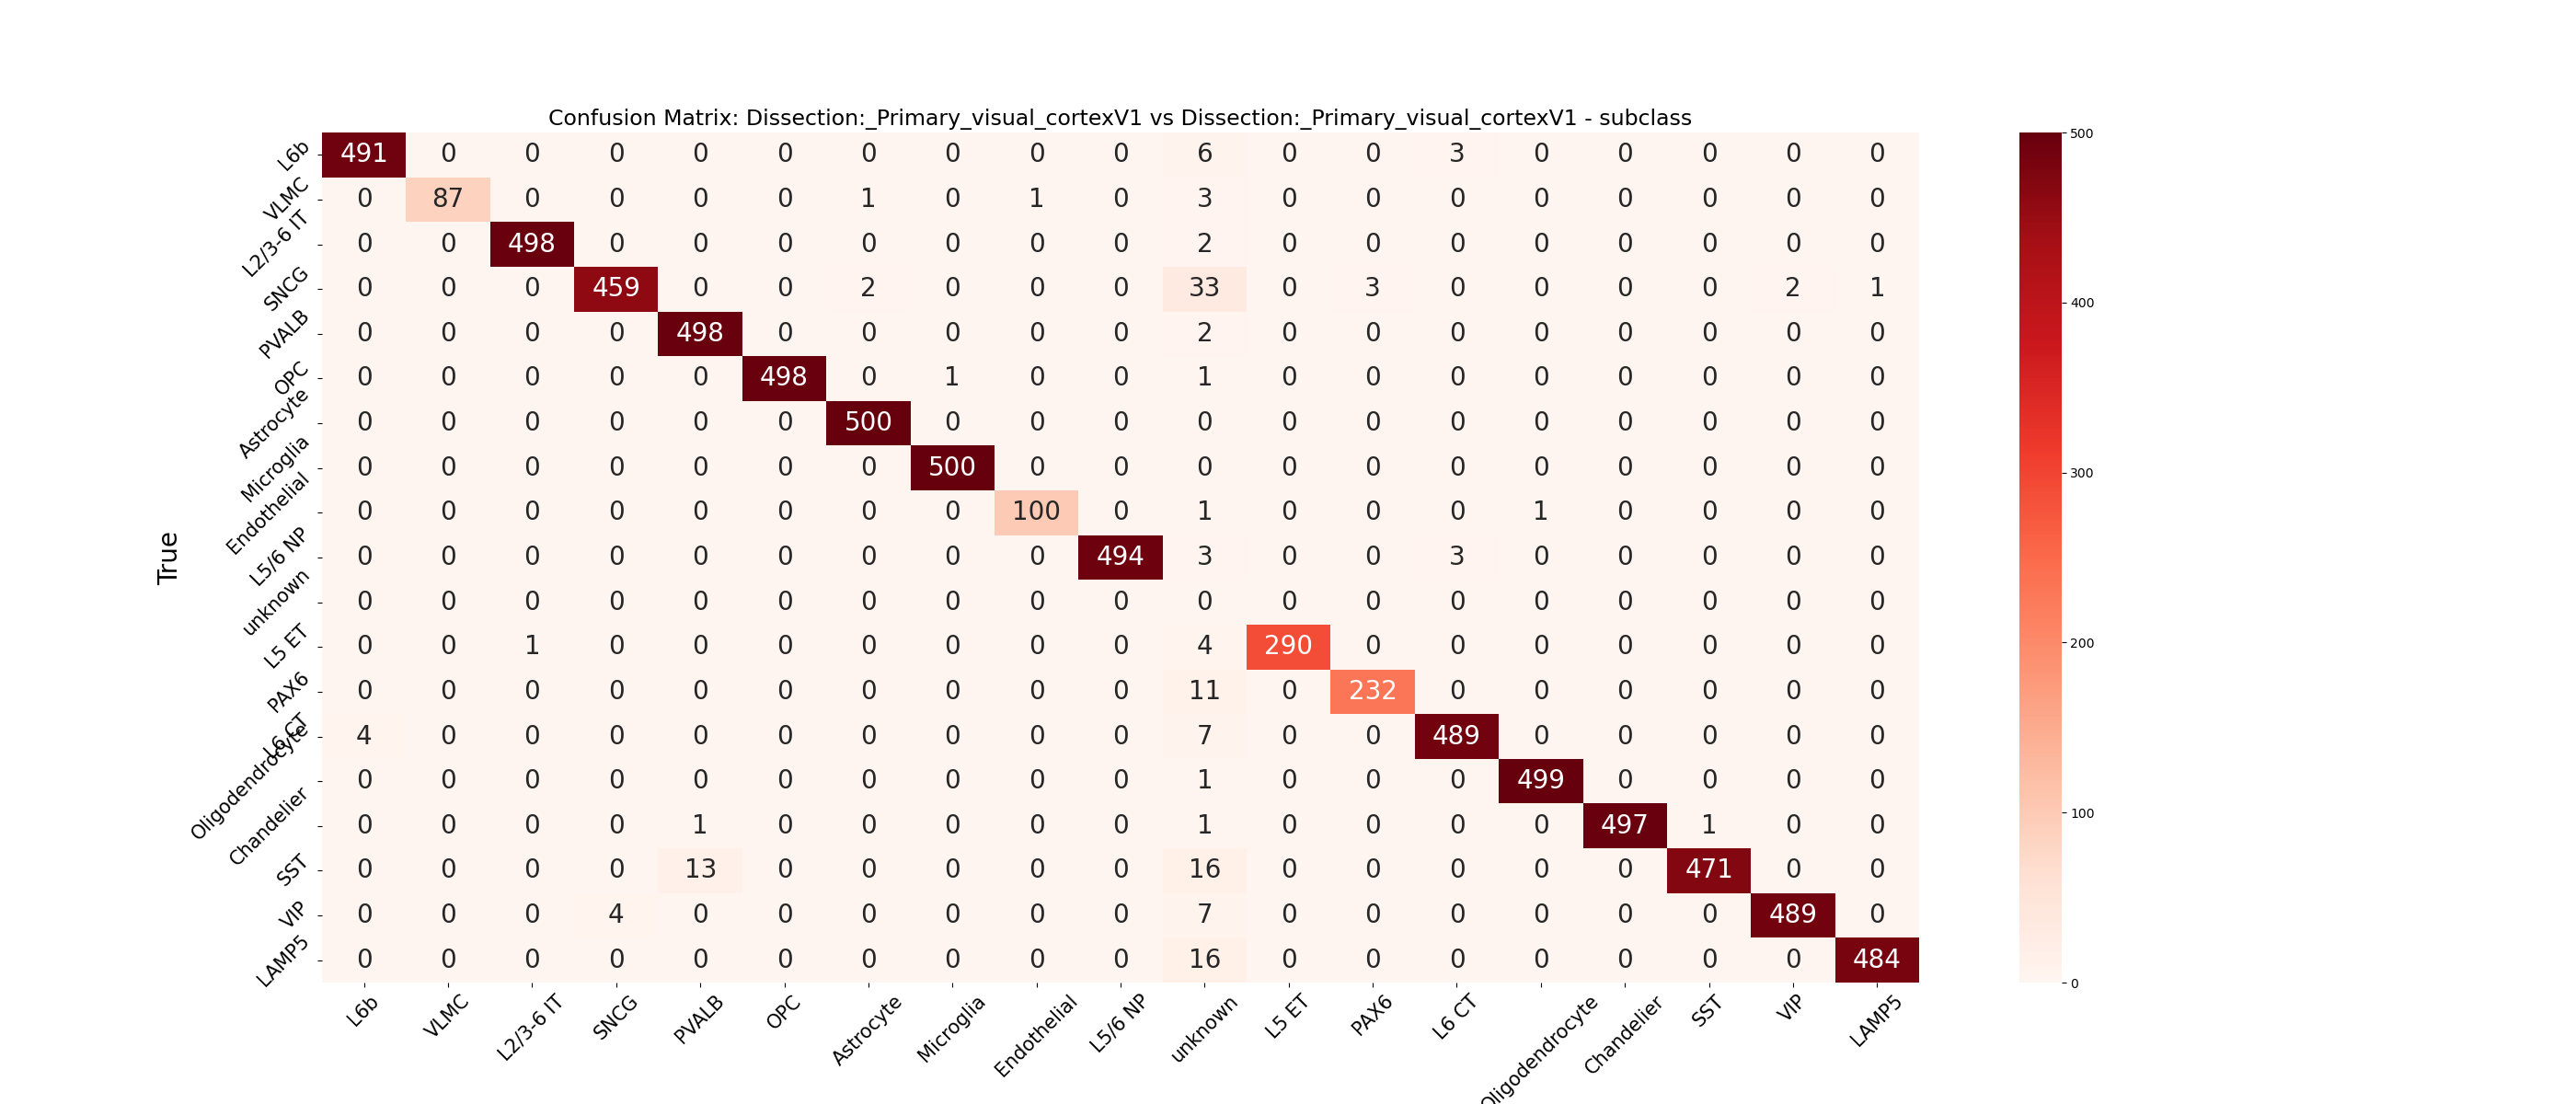 Confusion Matrix: Dissection:_Primary_visual_cortexV1 vs Dissection:_Primary_visual_cortexV1 - subclass
True
L6b 491 0 0 0 0 0 0 0 0 0 6 0 0 3 0 0 0 0 0
VLMC 0 87 0 0 0 0 1 0 1 0 3 0 0 0 0 0 0 0 0
L2/3-6 IT 0 0 498 0 0 0 0 0 0 0 2 0 0 0 0 0 0 0 0
SNCG 0 0 0 459 0 0 2 0 0 0 33 0 3 0 0 0 0 2 1
PVALB 0 0 0 0 498 0 0 0 0 0 2 0 0 0 0 0 0 0 0
OPC 0 0 0 0 0 498 0 1 0 0 1 0 0 0 0 0 0 0 0
Astrocyte 0 0 0 0 0 0 500 0 0 0 0 0 0 0 0 0 0 0 0
Microglia 0 0 0 0 0 0 0 500 0 0 0 0 0 0 0 0 0 0 0
Endothelial 0 0 0 0 0 0 0 0 100 0 1 0 0 0 1 0 0 0 0
L5/6 NP 0 0 0 0 0 0 0 0 0 494 3 0 0 3 0 0 0 0 0
unknown 0 0 0 0 0 0 0 0 0 0 0 0 0 0 0 0 0 0 0
L5 ET 0 0 1 0 0 0 0 0 0 0 4 290 0 0 0 0 0 0 0
PAX6 0 0 0 0 0 0 0 0 0 0 11 0 232 0 0 0 0 0 0
L6 CT 4 0 0 0 0 0 0 0 0 0 7 0 0 489 0 0 0 0 0
Oligodendrocyte 0 0 0 0 0 0 0 0 0 0 1 0 0 0 499 0 0 0 0
Chandelier 0 0 0 0 1 0 0 0 0 0 1 0 0 0 0 497 1 0 0
SST 0 0 0 0 13 0 0 0 0 0 16 0 0 0 0 0 471 0 0
VIP 0 0 0 4 0 0 0 0 0 0 7 0 0 0 0 0 0 489 0
LAMP5 0 0 0 0 0 0 0 0 0 0 16 0 0 0 0 0 0 0 484
L6b VLMC L2/3-6 IT SNCG PVALB OPC Astrocyte Microglia Endothelial L5/6 NP unknown L5 ET PAX6 L6 CT Oligodendrocyte Chandelier SST VIP LAMP5
500
400
300
200
100
0